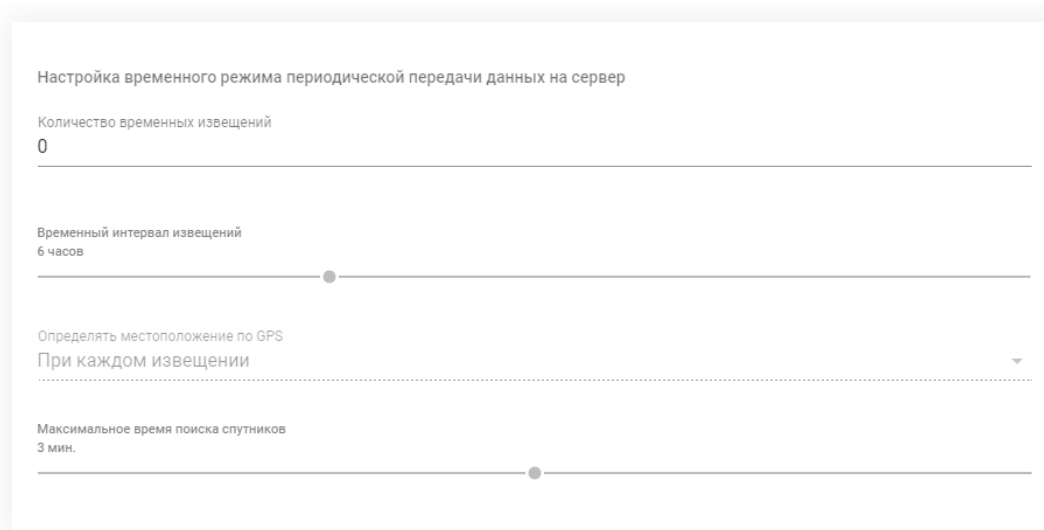 Настройка временного режима периодической передачи данных на сервер
Количество временных извещений
0
Временный интервал извещений
6 часов
Определять местоположение по GPS
При каждом извещении
Максимальное время поиска спутников
3 мин.